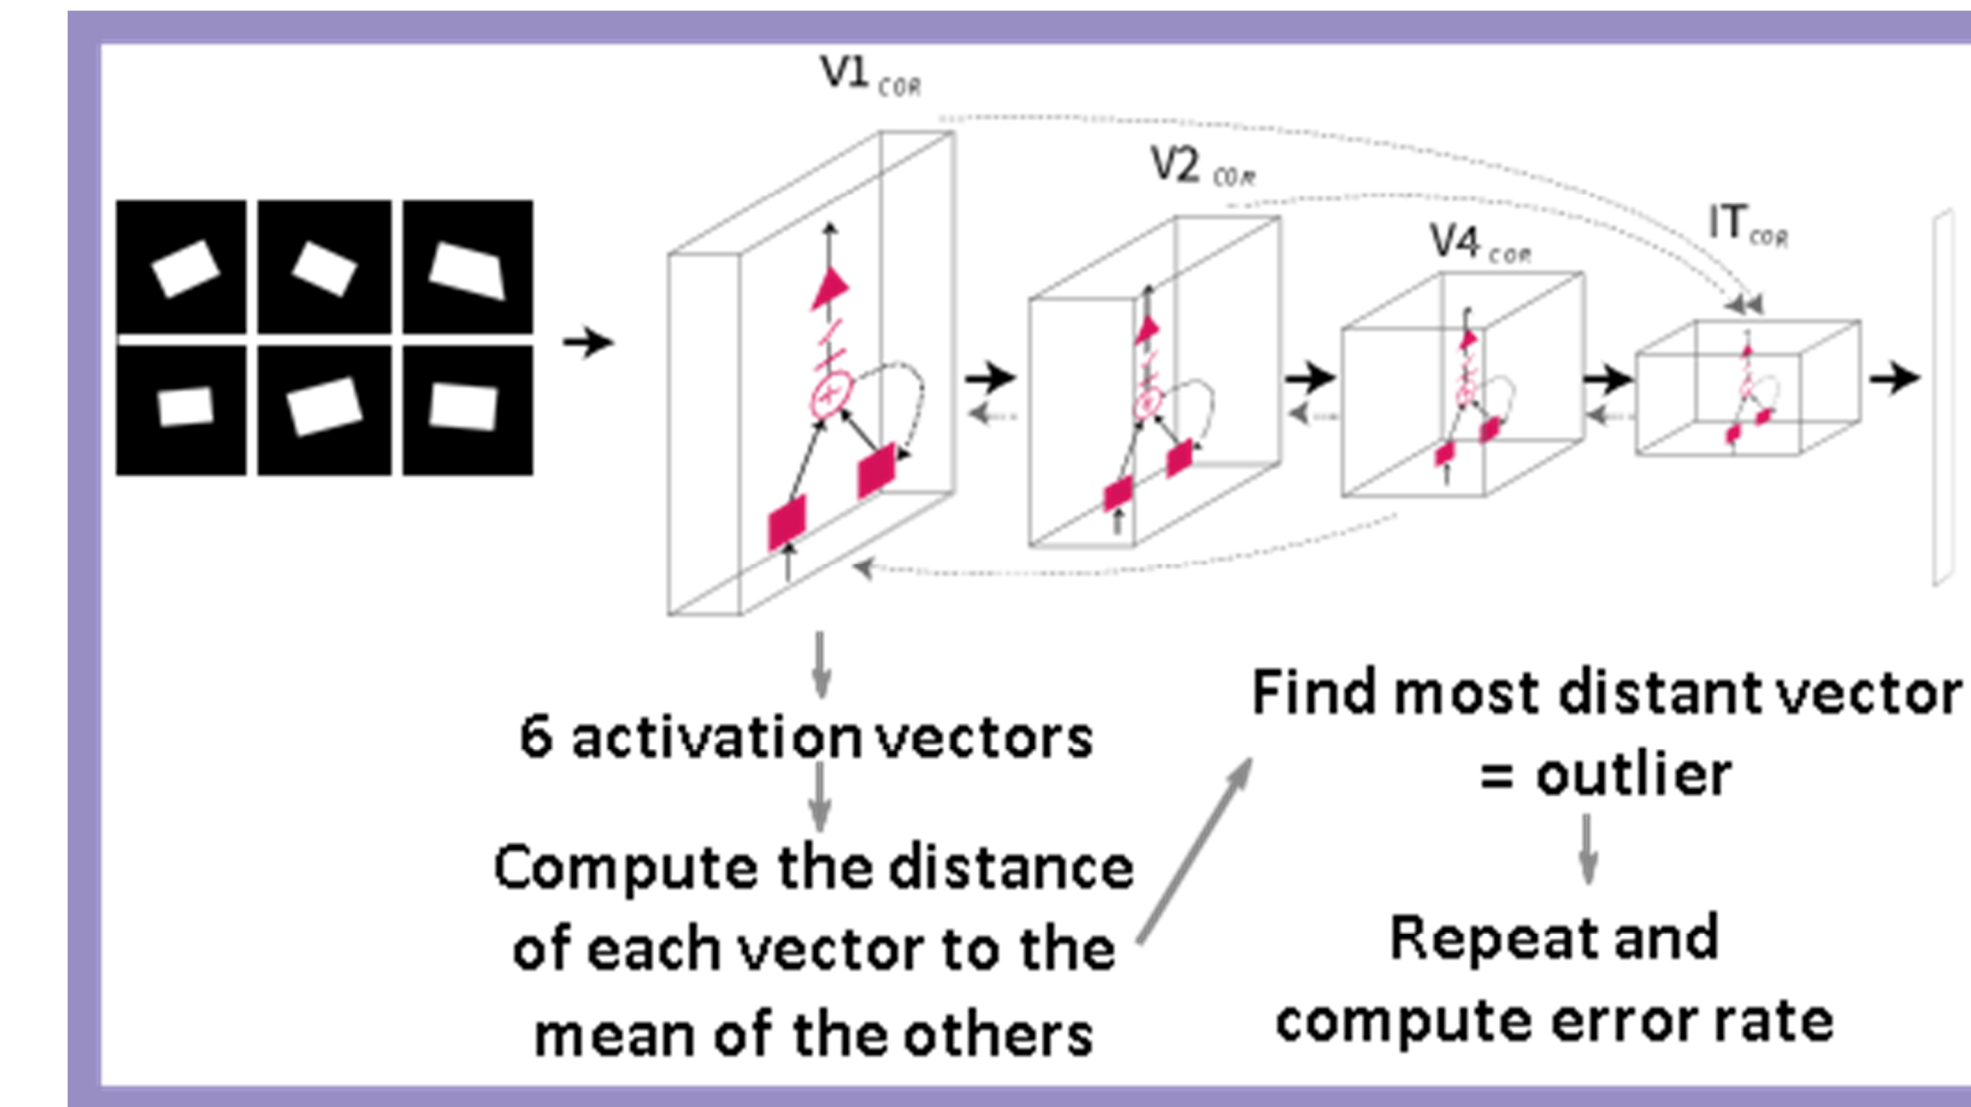 V1 COR
V2 COR
V4 COR
IT COR
6 activation vectors
Compute the distance
of each vector to the
mean of the others
Find most distant vector
= outlier
Repeat and
compute error rate